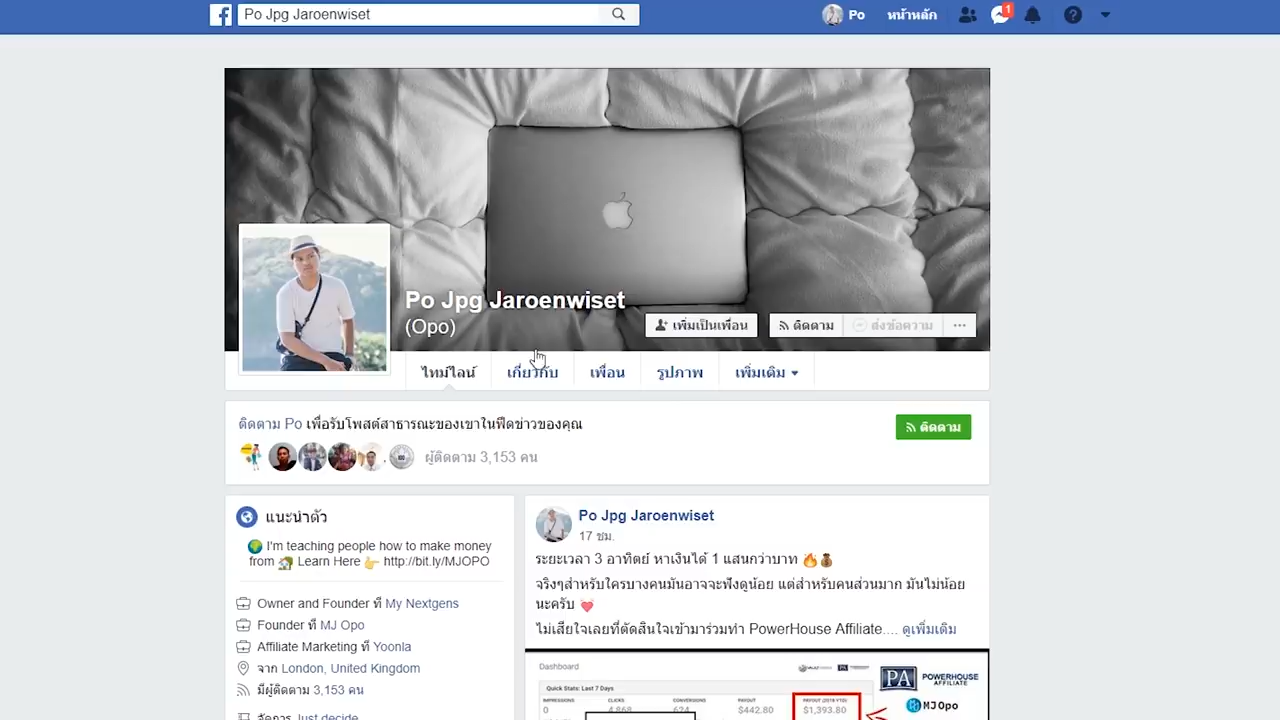 Po Jpg Jaroenwiset
Po
หน้าหลัก
1
Po Jpg Jaroenwiset
(Opo)
เพิ่มเป็นเพื่อน
ติดตาม
ส่งข้อความ
ไทม์ไลน์
เกี่ยวกับ
เพื่อน
รูปภาพ
เพิ่มเติม
ติดตาม Po เพื่อรับโพสต์สาธารณะของเขาในฟีดข่าวของคุณ
ติดตาม
ผู้ติดตาม 3,153 คน
แนะนำตัว
🌍 I'm teaching people how to make money
from 🏡 Learn Here 👉 http://bit.ly/MJOPO
Owner and Founder ที่ My Nextgens
Founder ที่ MJ Opo
Affiliate Marketing ที่ Yoonla
จาก London, United Kingdom
มีผู้ติดตาม 3,153 คน
จัดการ Just decide
Po Jpg Jaroenwiset
17 ชม.
ระยะเวลา 3 อาทิตย์ หาเงินได้ 1 แสนกว่าบาท 🔥💰
จริงๆสำหรับใครบางคนมันอาจจะฟังดูน้อย แต่สำหรับคนส่วนมาก มันไม่น้อย
นะครับ 💓
ไม่เสียใจเลยที่ตัดสินใจเข้ามาร่วมทำ PowerHouse Affiliate.... ดูเพิ่มเติม
Dashboard
PA
POWERHOUSE
AFFILIATE
Quick Stats: Last 7 Days
IMPRESSIONS
CLICKS
CONVERSIONS
PAYOUT
PAYOUT (2018 YTD)
0
4,868
624
$442.80
$1,393.80
MJ Opo